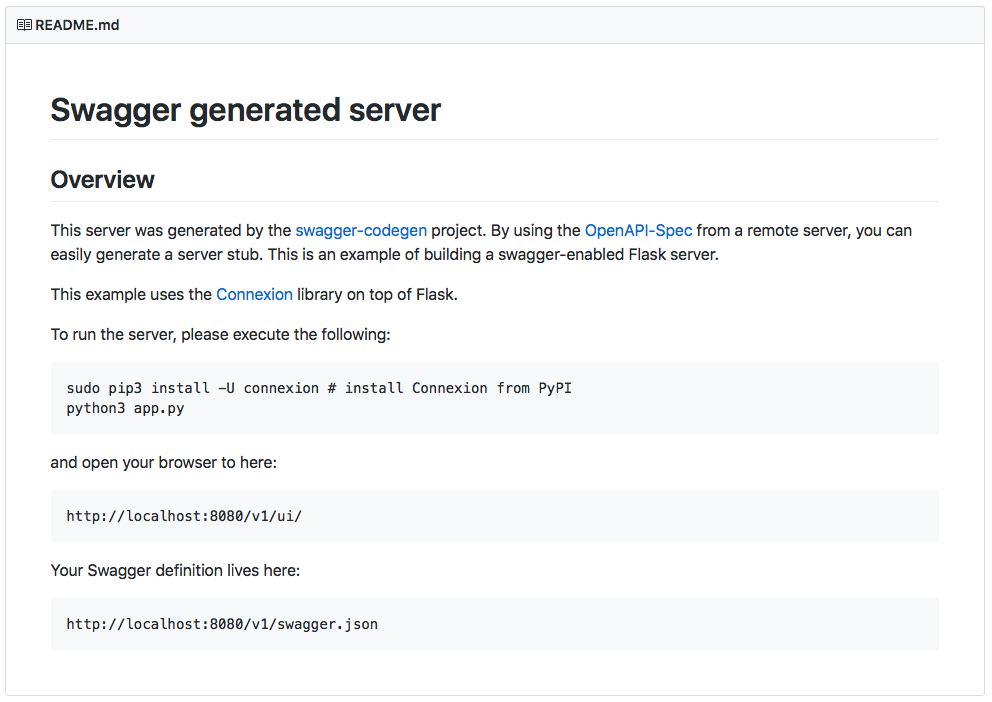 README.md
Swagger generated server
Overview
This server was generated by the swagger-codegen project. By using the OpenAPI-Spec from a remote server, you can
easily generate a server stub. This is an example of building a swagger-enabled Flask server.
This example uses the Connexion library on top of Flask.
To run the server, please execute the following:
sudo pip3 install -U connexion # install Connexion from PyPI
python3 app.py
and open your browser to here:
http://localhost:8080/v1/ui/
Your Swagger definition lives here:
http://localhost:8080/v1/swagger.json